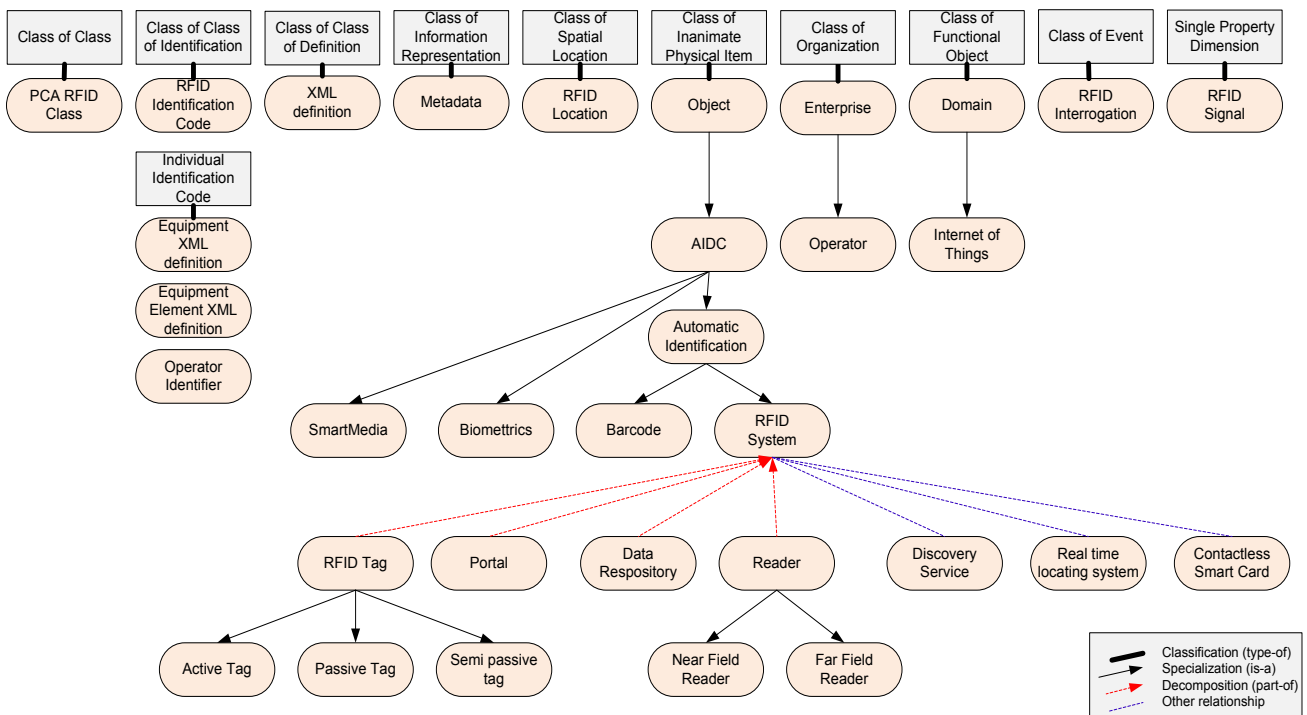 Class of Class
Class of Class
of Identification
Class of Class
of Definition
Class of
Information
Representation
Class of
Spatial
Location
Class of
Inanimate
Physical Item
Class of
Organization
Class of
Functional
Object
Class of Event
Single Property
Dimension
PCA RFID
Class
RFID
Identification
Code
XML
definition
Metadata
RFID
Location
Object
Enterprise
Domain
RFID
Interrogation
RFID
Signal
Individual
Identification
Code
Equipment
XML
definition
AIDC
Operator
Internet of
Things
Equipment
Element XML
definition
Automatic
Identification
Operator
Identifier
SmartMedia
Biomettrics
Barcode
RFID
System
RFID Tag
Portal
Data
Respository
Reader
Discovery
Service
Real time
locating system
Contactless
Smart Card
Active Tag
Passive Tag
Semi passive
tag
Near Field
Reader
Far Field
Reader
Classification (type-of)
Specialization (is-a)
Decomposition (part-of)
Other relationship